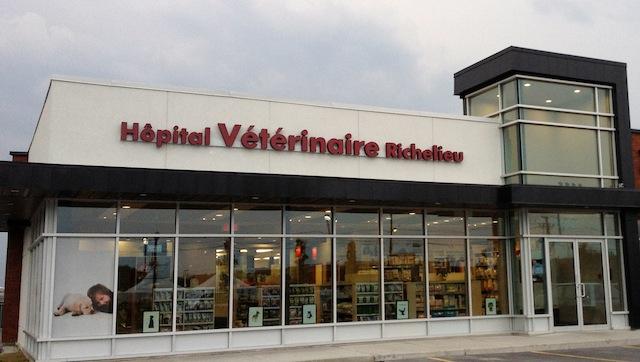 Hôpital Vétérinaire Richelieu